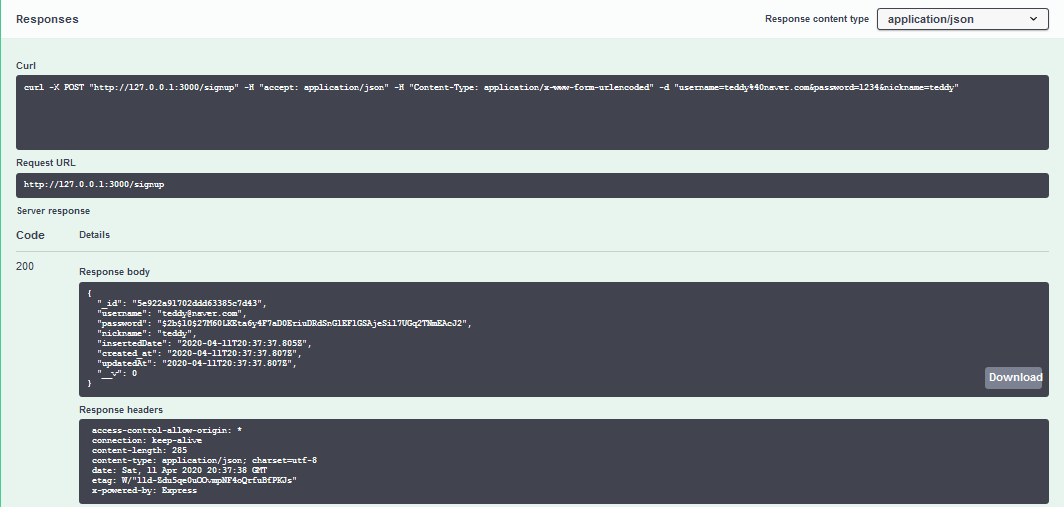 Responses
Response content type
application/json
Curl
curl -X POST "http://127.0.0.1:3000/signup" -H "accept: application/json" -H "Content-Type: application/x-www-form-urlencoded" -d "username=teddy%40naver.com&password=1234&nickname=teddy"
Request URL
http://127.0.0.1:3000/signup
Server response
Code Details
200
Response body
{
"_id": "5e922a91702ddd63385c7d43",
"username": "teddy@naver.com",
"password": "$2b$10$27M60LKEta6y4F7aD0EriuDRdSnGlEFlGSAjeSil7UGq2TNmEAcJ2",
"nickname": "teddy",
"insertedDate": "2020-04-11T20:37:37.805Z",
"created_at": "2020-04-11T20:37:37.807Z",
"updatedAt": "2020-04-11T20:37:37.807Z",
"__v": 0
}
Download
Response headers
access-control-allow-origin: *
connection: keep-alive
content-length: 285
content-type: application/json; charset=utf-8
date: Sat, 11 Apr 2020 20:37:38 GMT
etag: W/"11d-Zdu5qe0uOOvmpNF4oQrfuBfPKJs"
x-powered-by: Express